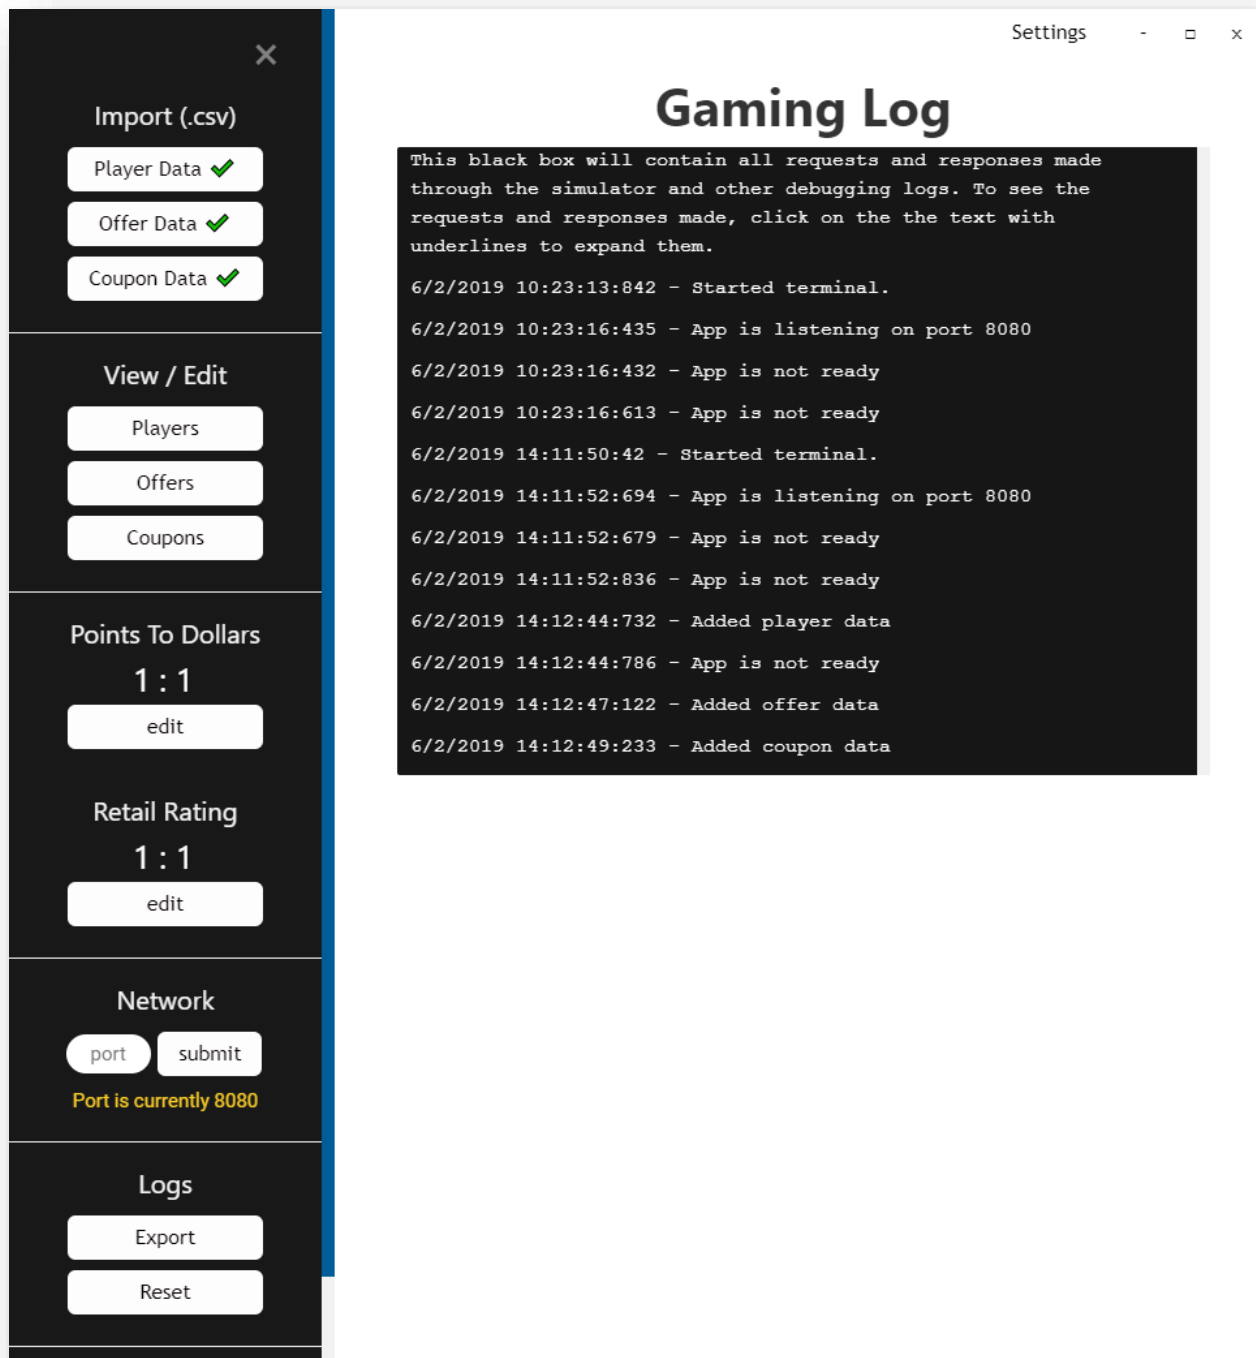 ×
Import (.csv)
Player Data
Offer Data
Coupon Data
View / Edit
Players
Offers
Coupons
Points To Dollars
1 : 1
edit
Retail Rating
1 : 1
edit
Network
port submit
Port is currently 8080
Logs
Export
Reset
Settings - □ x
Gaming Log
This black box will contain all requests and responses made
through the simulator and other debugging logs. To see the
requests and responses made, click on the the text with
underlines to expand them.
6/2/2019 10:23:13:842 - Started terminal.
6/2/2019 10:23:16:435 - App is listening on port 8080
6/2/2019 10:23:16:432 - App is not ready
6/2/2019 10:23:16:613 - App is not ready
6/2/2019 14:11:50:42 - Started terminal.
6/2/2019 14:11:52:694 - App is listening on port 8080
6/2/2019 14:11:52:679 - App is not ready
6/2/2019 14:11:52:836 - App is not ready
6/2/2019 14:12:44:732 - Added player data
6/2/2019 14:12:44:786 - App is not ready
6/2/2019 14:12:47:122 - Added offer data
6/2/2019 14:12:49:233 - Added coupon data